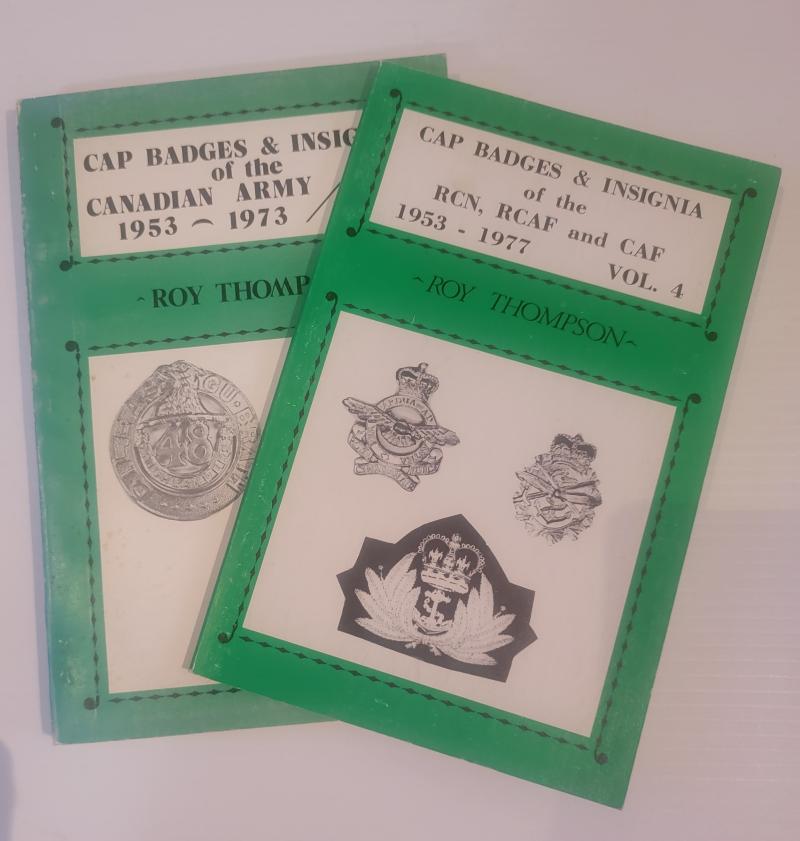 CAP BADGES & INSIG
of the
CANADIAN ARMY
1953 - 1973
~ROY THOMP
48
CAP BADGES & INSIGNIA
of the
RCN, RCAF and CAF
1953 - 1977
VOL. 4
~ROY THOMPSON~